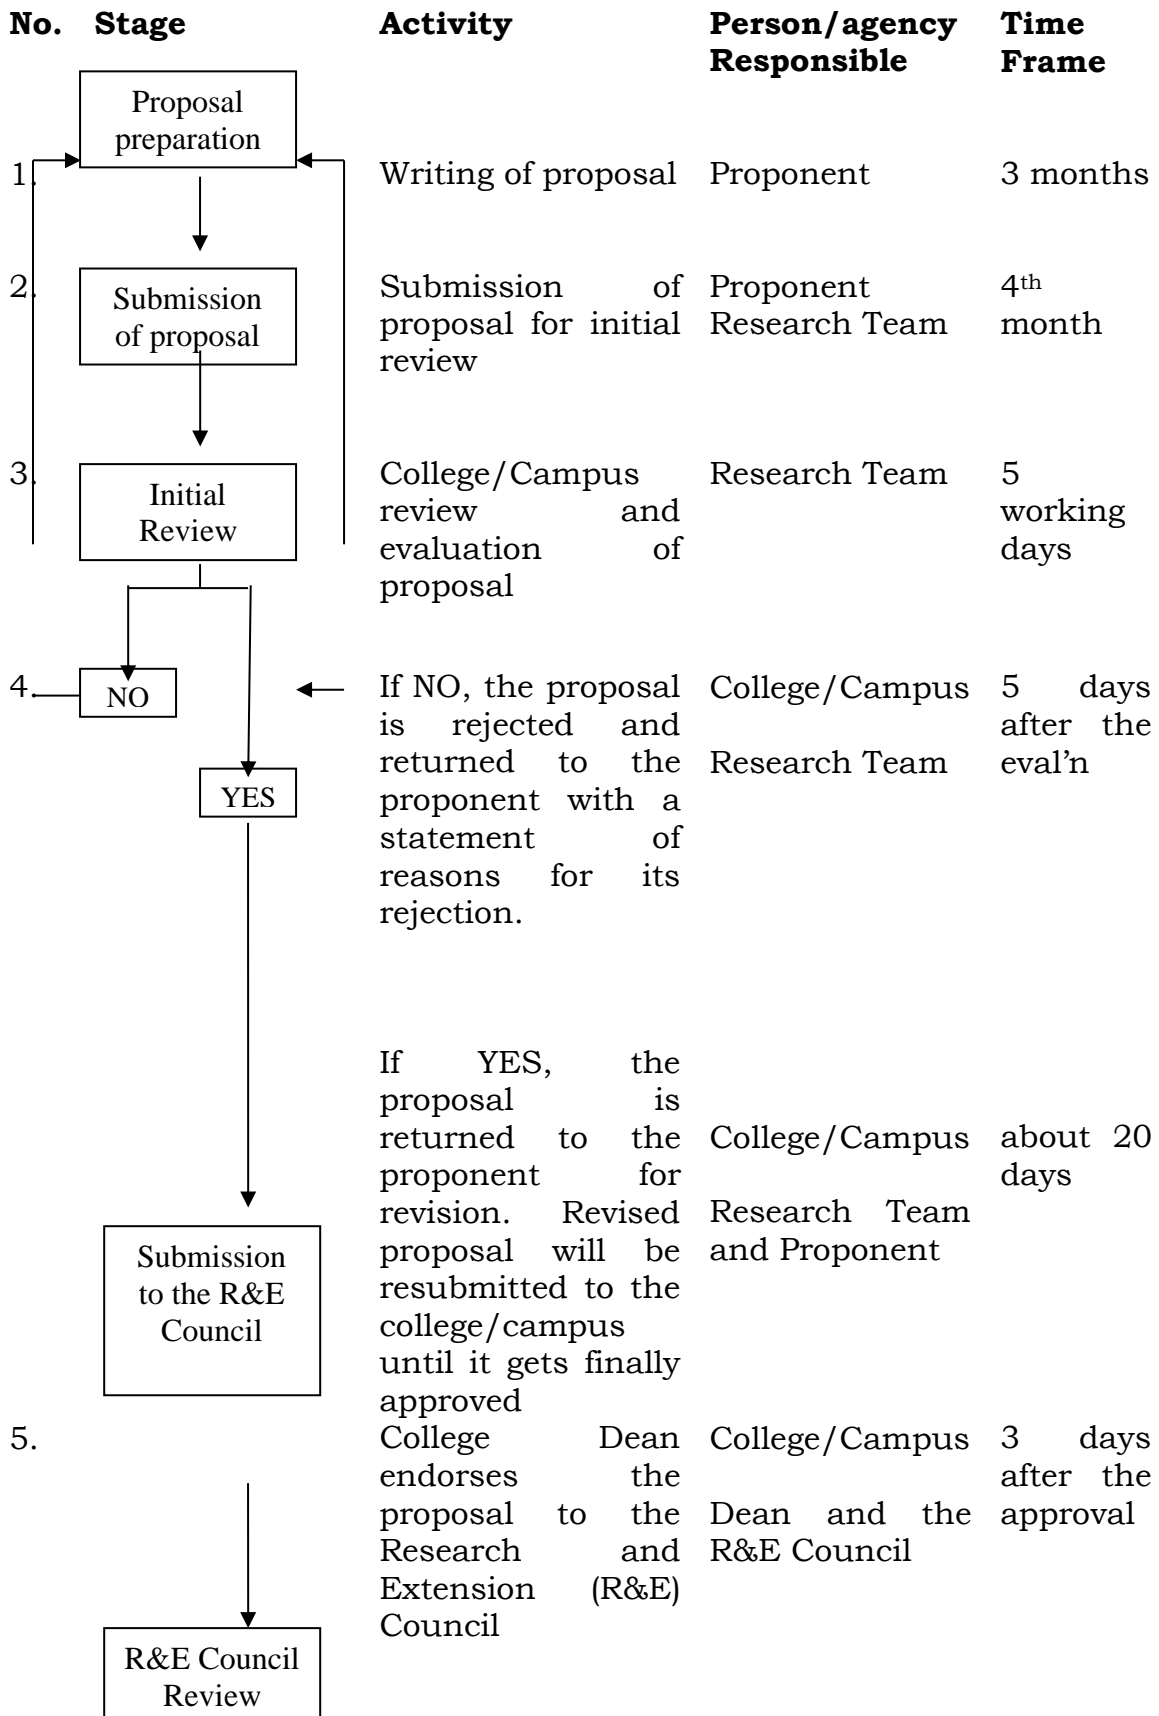 No. Stage Activity Person/agency Time
Responsible Frame
Proposal
preparation
1. Writing of proposal Proponent 3 months
2. Submission of Proponent 4th
Submission proposal for initial Research Team month
of proposal review
3. College/Campus Research Team 5
Initial review and working
Review evaluation of days
proposal
4. If NO, the proposal College/Campus 5 days
NO is rejected and after the
returned to the Research Team eval’n
YES proponent with a
statement of
reasons for its
rejection.
If YES, the
proposal is
returned to the College/Campus about 20
proponent for days
revision. Revised Research Team
Submission proposal will be and Proponent
to the R&E resubmitted to the
Council college/campus
until it gets finally
approved
5. College Dean College/Campus 3 days
endorses the after the
proposal to the Dean and the approval
Research and R&E Council
Extension (R&E)
Council
R&E Council
Review